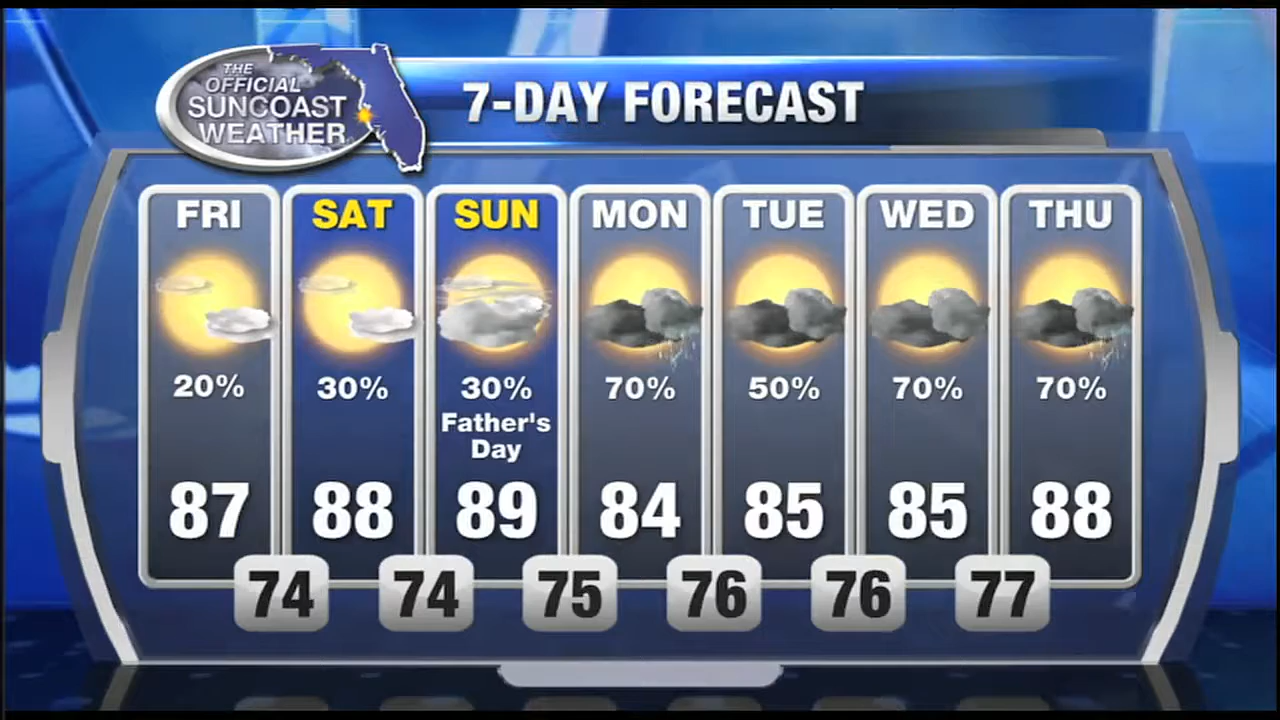 THE
OFFICIAL
SUNCOAST
WEATHER
7-DAY FORECAST
FRI SAT SUN MON TUE WED THU
20% 30% 30% 70% 50% 70% 70%
Father's
Day
87 88 89 84 85 85 88
74 74 75 76 76 77